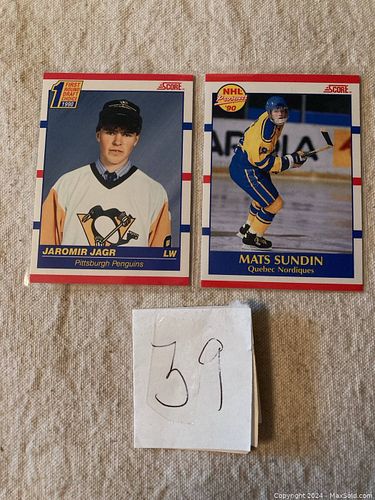 1
FIRST
ROUND
DRAFT
CHOICE
1990
SCORE
JAROMIR JAGR LW
Pittsburgh Penguins
NHL
Prospect
'90
SCORE
MATS SUNDIN
Quebec Nordiques
39
Copyright 2024 - MaxSold.com